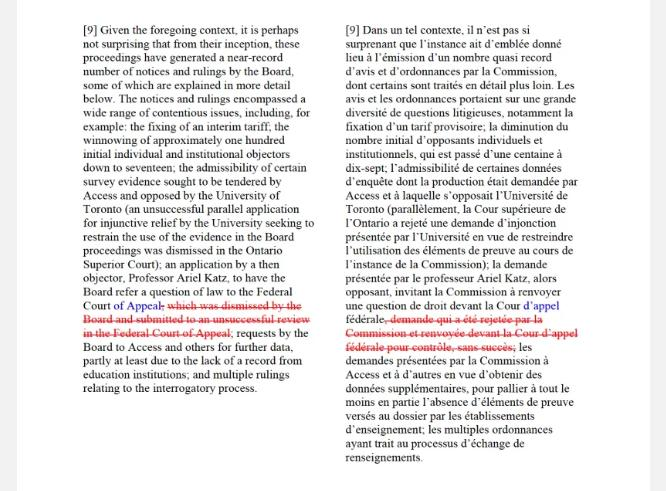 [9] Given the foregoing context, it is perhaps
not surprising that from their inception, these
proceedings have generated a near-record
number of notices and rulings by the Board,
some of which are explained in more detail
below. The notices and rulings encompassed a
wide range of contentious issues, including, for
example: the fixing of an interim tariff; the
winnowing of approximately one hundred
initial individual and institutional objectors
down to seventeen; the admissibility of certain
survey evidence sought to be tendered by
Access and opposed by the University of
Toronto (an unsuccessful parallel application
for injunctive relief by the University seeking to
restrain the use of the evidence in the Board
proceedings was dismissed in the Ontario
Superior Court); an application by a then
objector, Professor Ariel Katz, to have the
Board refer a question of law to the Federal
Court of Appeal, which was dismissed by the
Board and submitted to an unsuccessful review
in the Federal Court of Appeal; requests by the
Board to Access and others for further data,
partly at least due to the lack of a record from
education institutions; and multiple rulings
relating to the interrogatory process.
[9] Dans un tel contexte, il n'est pas si
surprenant que l'instance ait d'emblée donné
lieu à l'émission d'un nombre quasi record
d'avis et d'ordonnances par la Commission,
dont certains sont traités en détail plus loin. Les
avis et les ordonnances portaient sur une grande
diversité de questions litigieuses, notamment la
fixation d'un tarif provisoire; la diminution du
nombre initial d'opposants individuels et
institutionnels, qui est passé d'une centaine à
dix-sept; l'admissibilité de certaines données
d'enquête dont la production était demandée par
Access et à laquelle s'opposait l'Université de
Toronto (parallèlement, la Cour supérieure de
l'Ontario a rejeté une demande d'injonction
présentée par l'Université en vue de restreindre
l'utilisation des éléments de preuve au cours de
l'instance de la Commission); la demande
présentée par le professeur Ariel Katz, alors
opposant, invitant la Commission à renvoyer
une question de droit devant la Cour d'appel
fédérale, demande qui a été rejetée par la
Commission et renvoyée devant la Cour d'appel
fédérale pour contrôle, sans succès; les
demandes présentées par la Commission à
Access et à d'autres en vue d'obtenir des
données supplémentaires, pour pallier à tout le
moins en partie l'absence d'éléments de preuve
versés au dossier par les établissements
d'enseignement; les multiples ordonnances
ayant trait au processus d'échange de
renseignements.